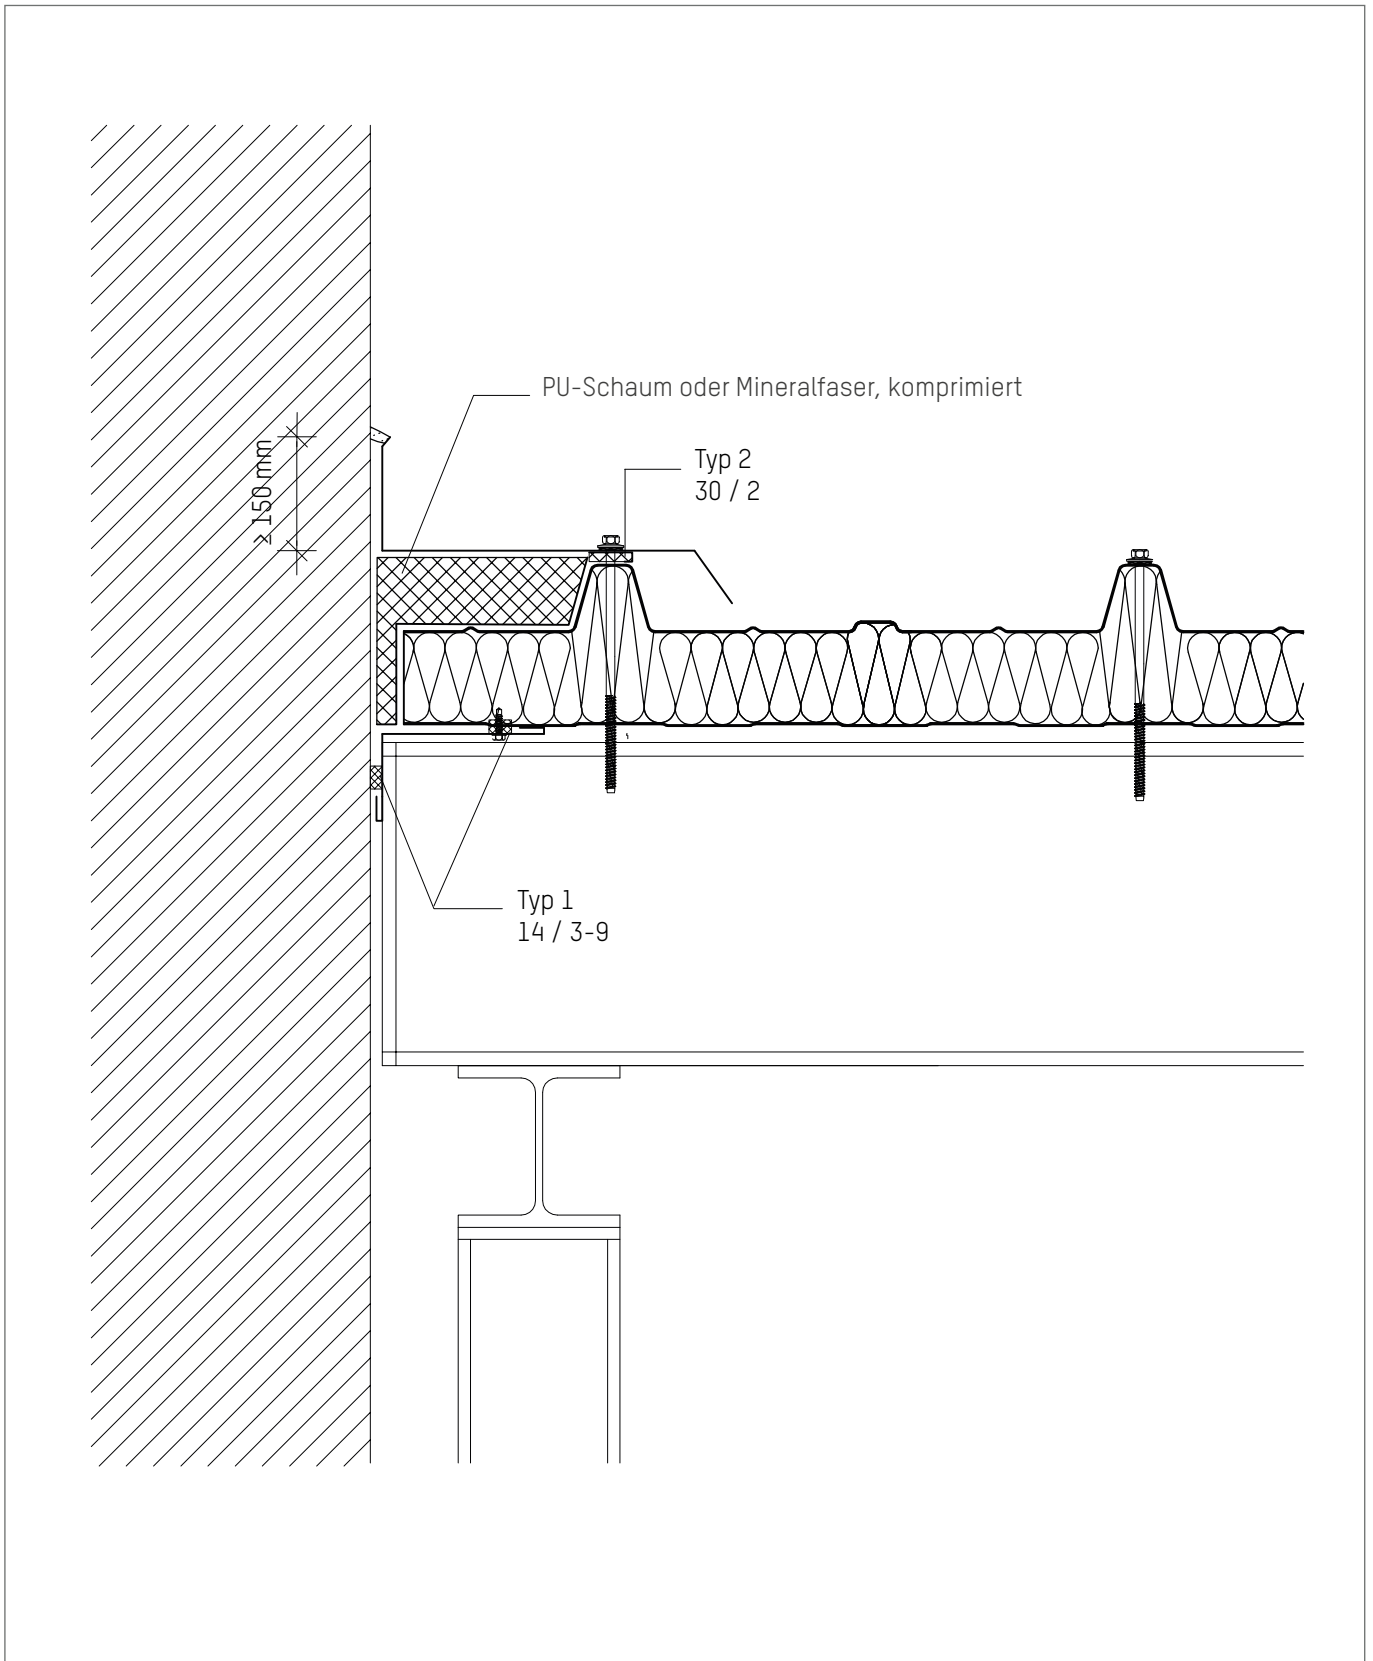 PU-Schaum oder Mineralfaser, komprimiert
≥ 150 mm
Typ 2
30 / 2
Typ 1
14 / 3-9